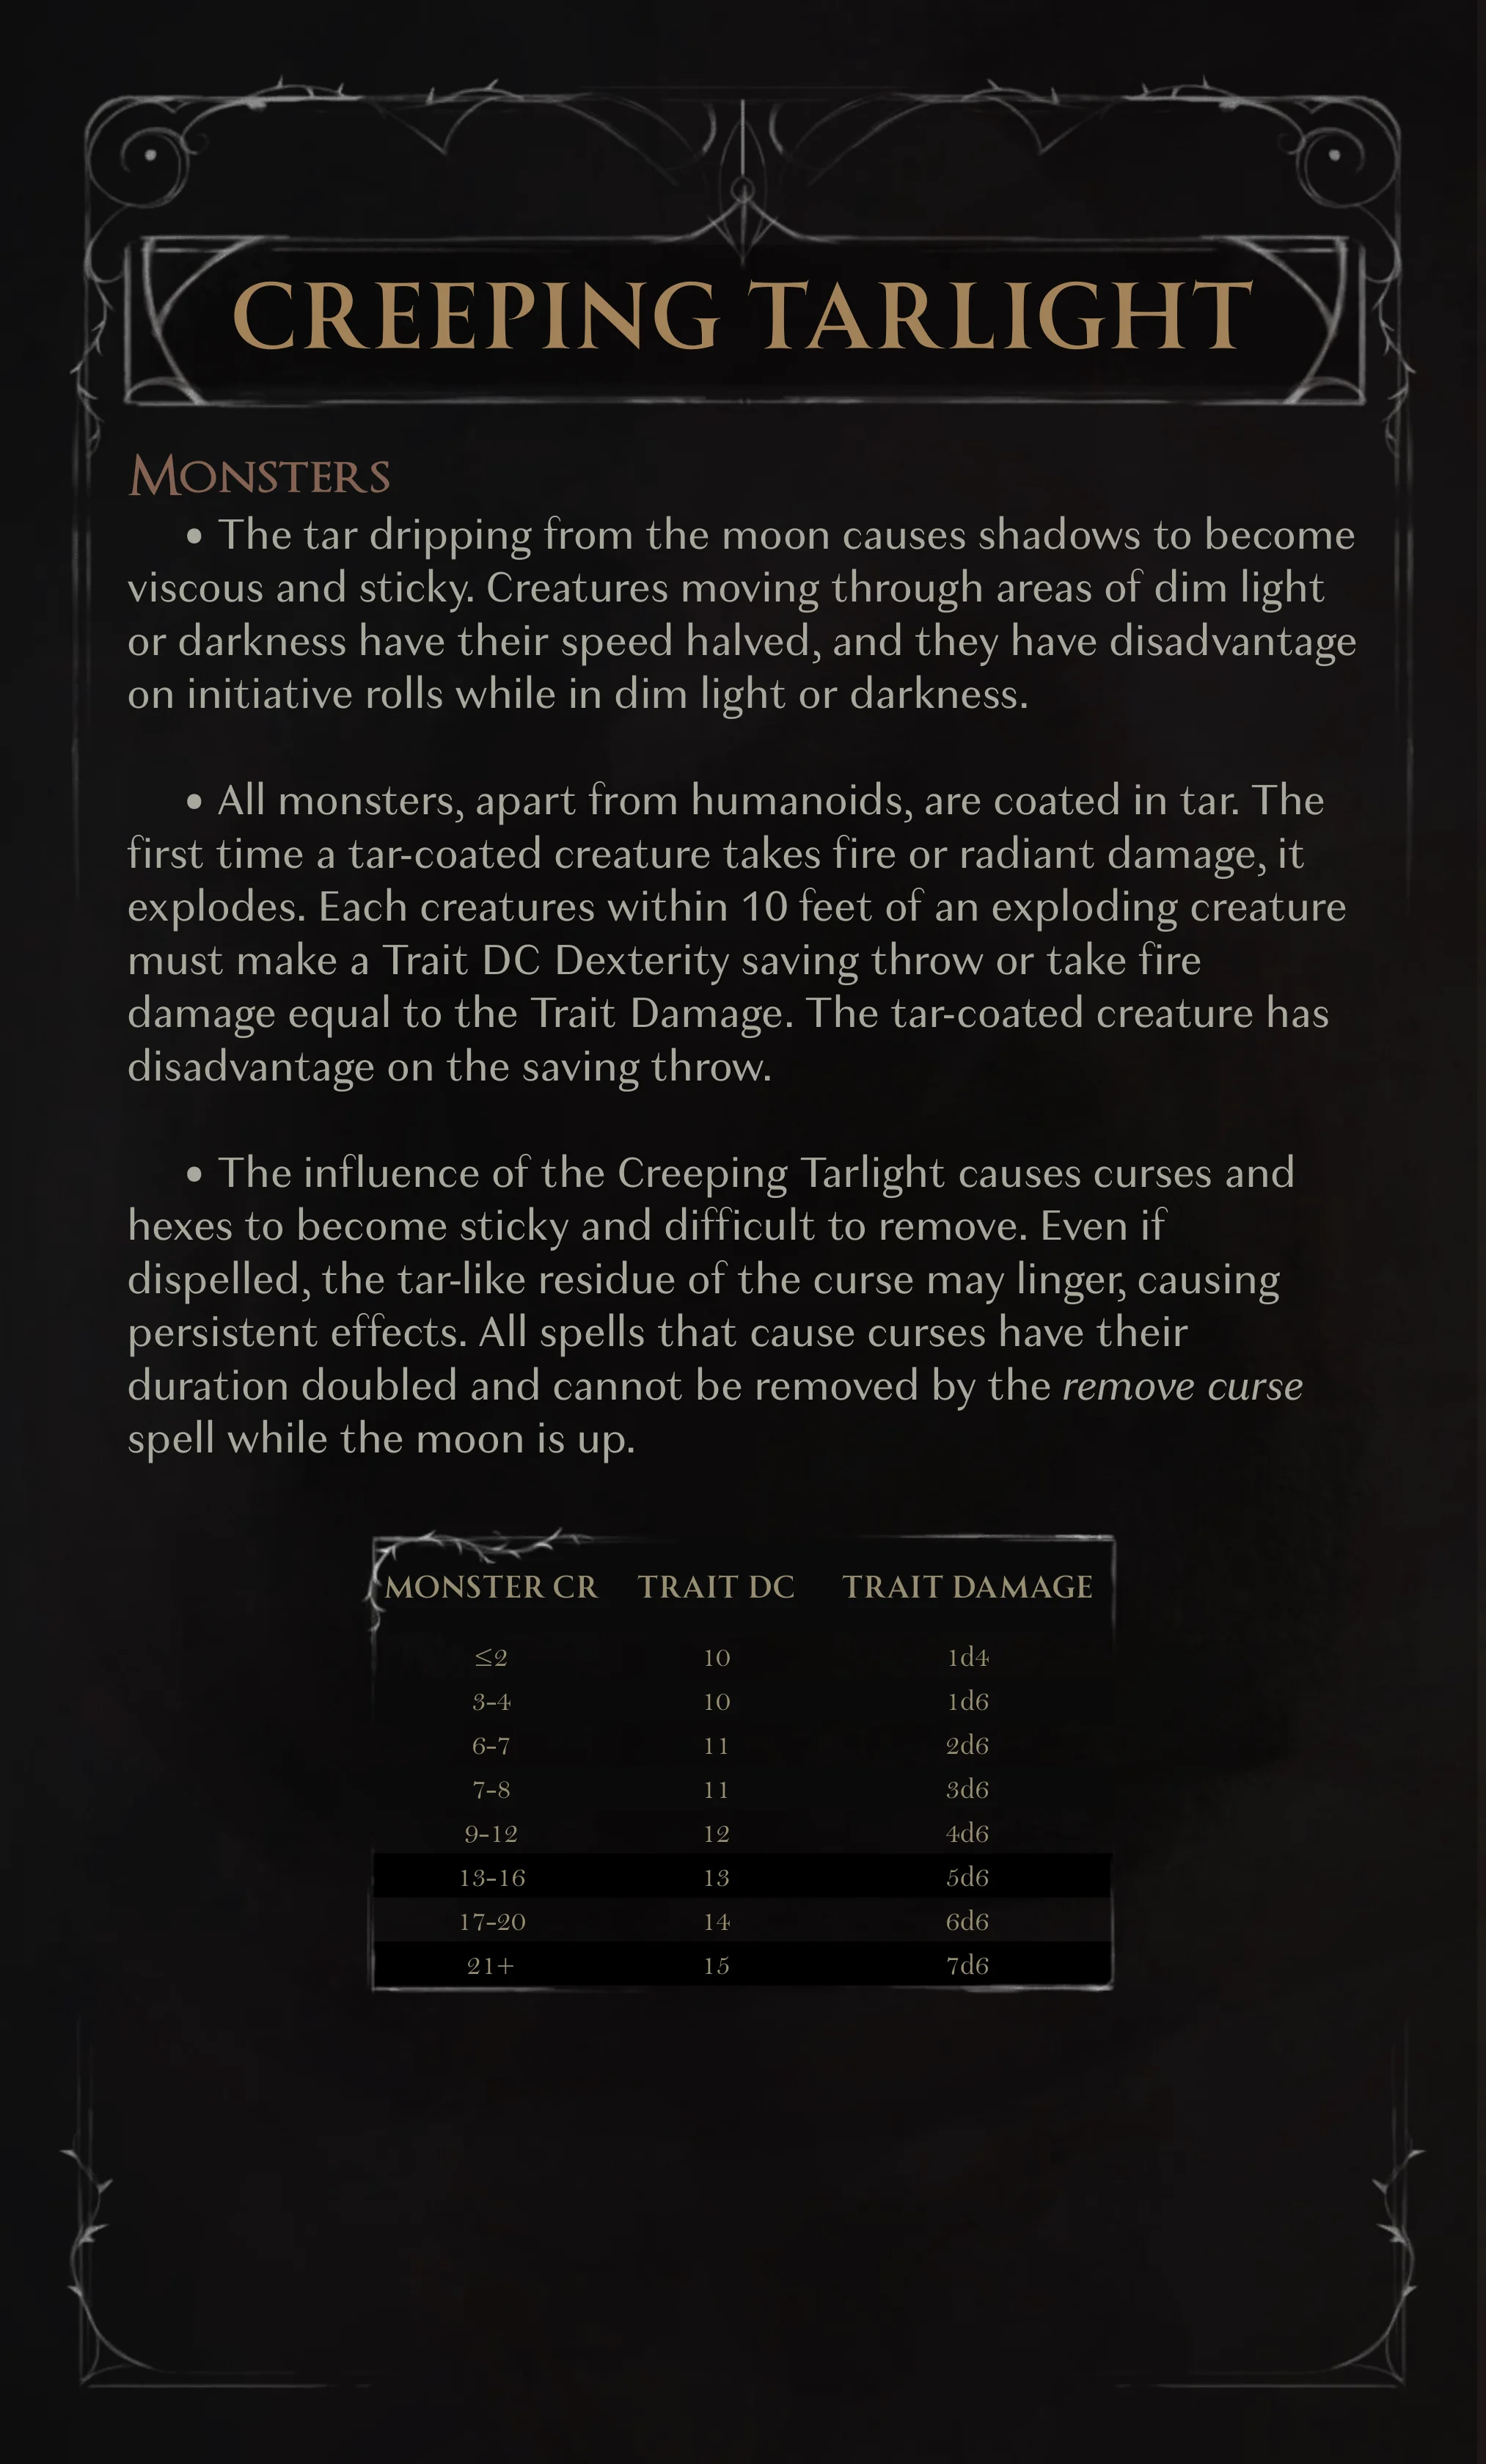 CREEPING TARLIGHT
MONSTERS
• The tar dripping from the moon causes shadows to become
viscous and sticky. Creatures moving through areas of dim light
or darkness have their speed halved, and they have disadvantage
on initiative rolls while in dim light or darkness.
• All monsters, apart from humanoids, are coated in tar. The
first time a tar-coated creature takes fire or radiant damage, it
explodes. Each creatures within 10 feet of an exploding creature
must make a Trait DC Dexterity saving throw or take fire
damage equal to the Trait Damage. The tar-coated creature has
disadvantage on the saving throw.
• The influence of the Creeping Tarlight causes curses and
hexes to become sticky and difficult to remove. Even if
dispelled, the tar-like residue of the curse may linger, causing
persistent effects. All spells that cause curses have their
duration doubled and cannot be removed by the remove curse
spell while the moon is up.
MONSTER CR TRAIT DC TRAIT DAMAGE
≤2 10 1d4
3-4 10 1d6
6-7 11 2d6
7-8 11 3d6
9-12 12 4d6
13-16 13 5d6
17-20 14 6d6
21+ 15 7d6